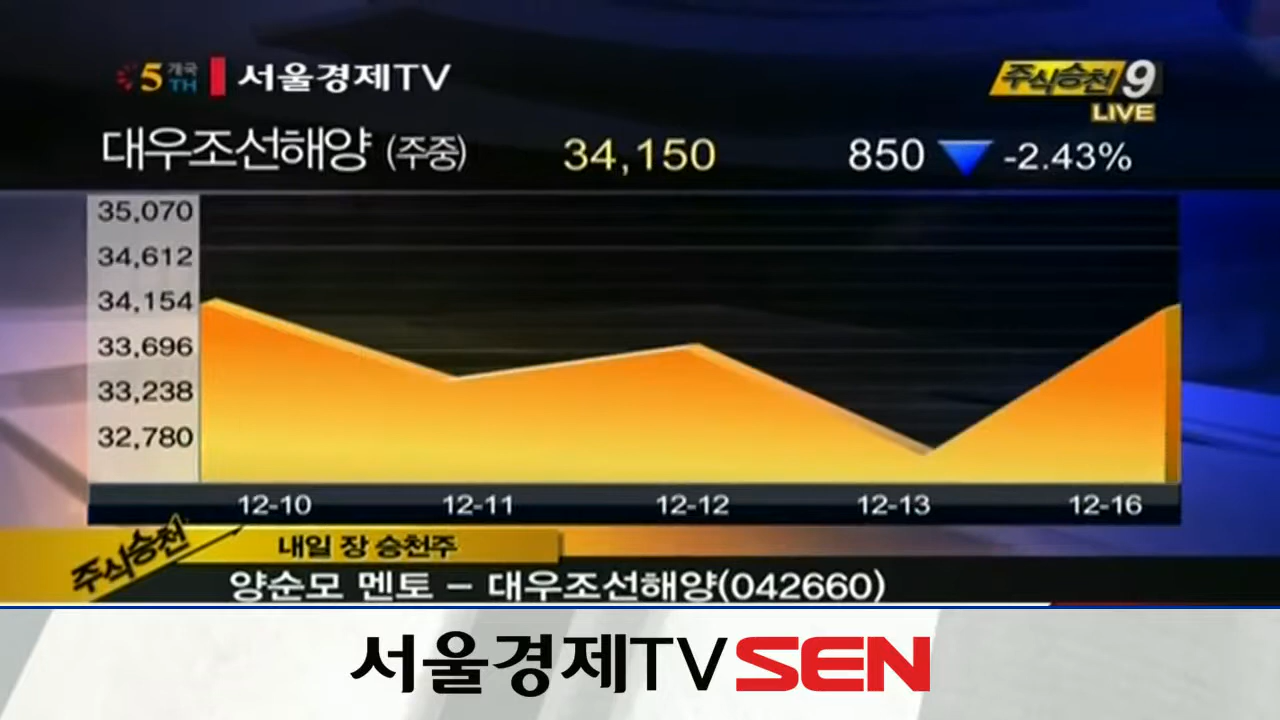 5 개국 TH 서울경제TV
주식승천 9
LIVE
대우조선해양 (주중) 34,150 850 ▼ -2.43%
35,070
34,612
34,154
33,696
33,238
32,780
12-10 12-11 12-12 12-13 12-16
주식승천
내일 장 승천주
양순모 멘토 - 대우조선해양(042660)
서울경제TV SEN